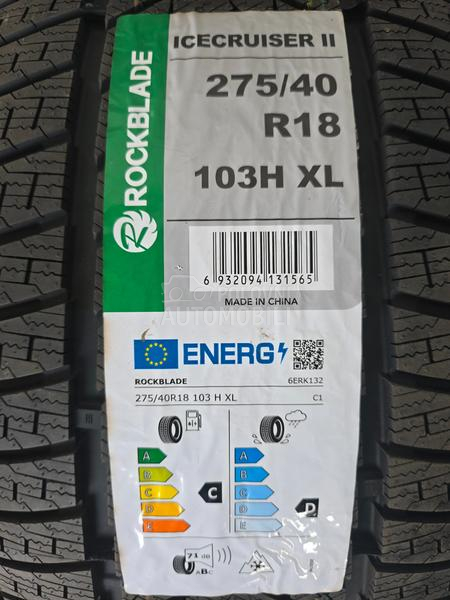 ROCKBLADE
ICECRUISER II
275/40
R18
103H XL
6 932094 131565
MADE IN CHINA
ENERG
ROCKBLADE 6ERK132
275/40R18 103 H XL C1
A
B
C
D
E
C
A
B
C
D
E
D
71 dB
ABC